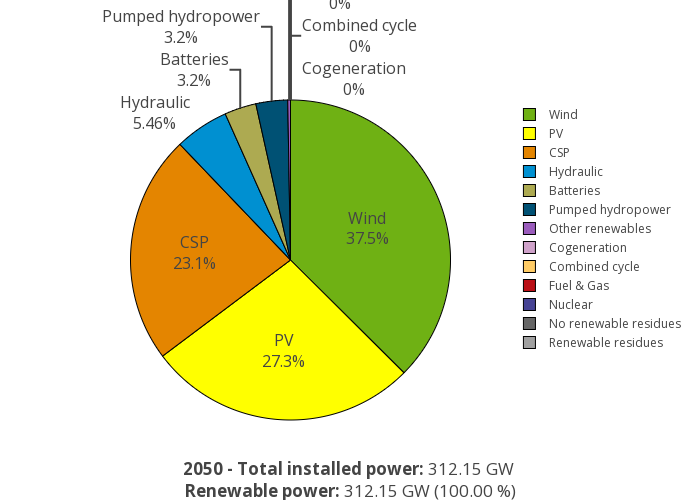 0%
Pumped hydropower
3.2%
Combined cycle
0%
Batteries
3.2%
Cogeneration
0%
Hydraulic
5.46%
Wind
37.5%
CSP
23.1%
PV
27.3%
Wind
PV
CSP
Hydraulic
Batteries
Pumped hydropower
Other renewables
Cogeneration
Combined cycle
Fuel & Gas
Nuclear
No renewable residues
Renewable residues
2050 - Total installed power: 312.15 GW
Renewable power: 312.15 GW (100.00 %)